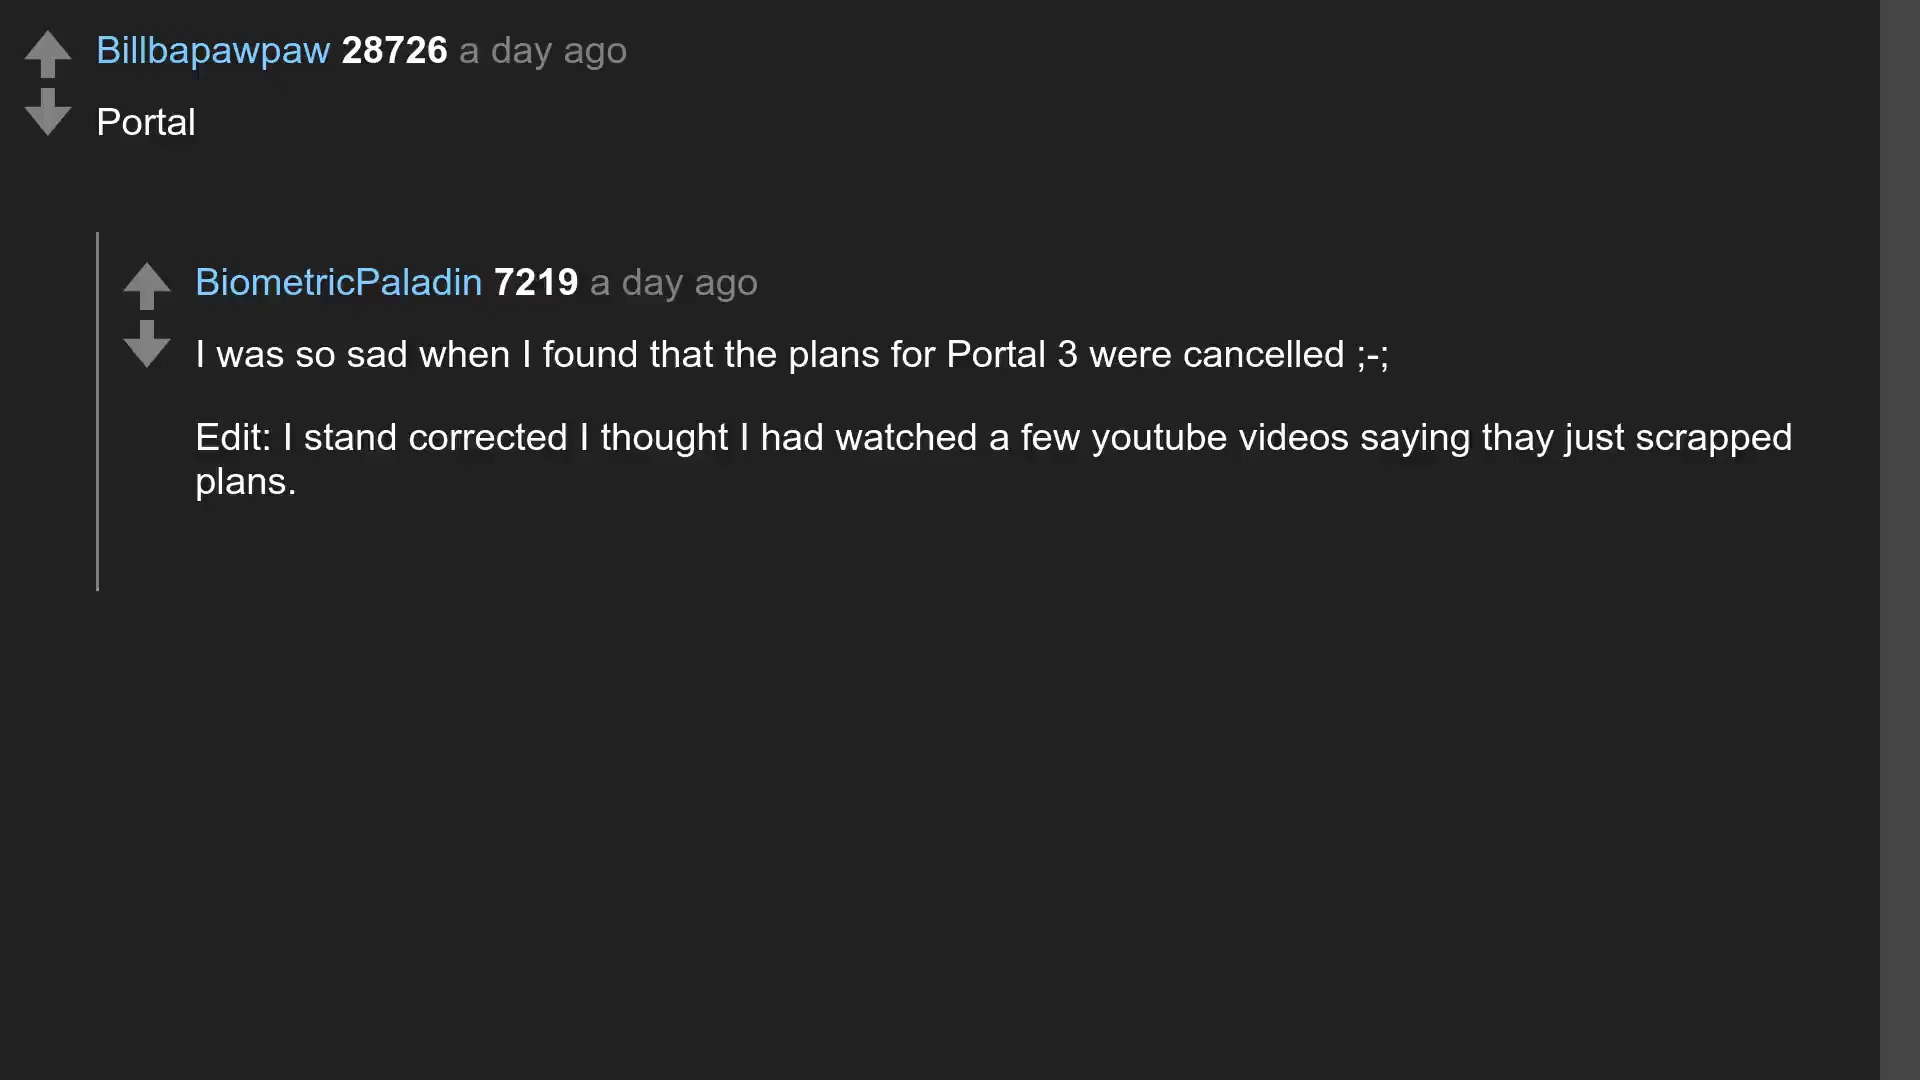 Billbapawpaw 28726 a day ago
Portal
BiometricPaladin 7219 a day ago
I was so sad when I found that the plans for Portal 3 were cancelled ;-;
Edit: I stand corrected I thought I had watched a few youtube videos saying thay just scrapped
plans.